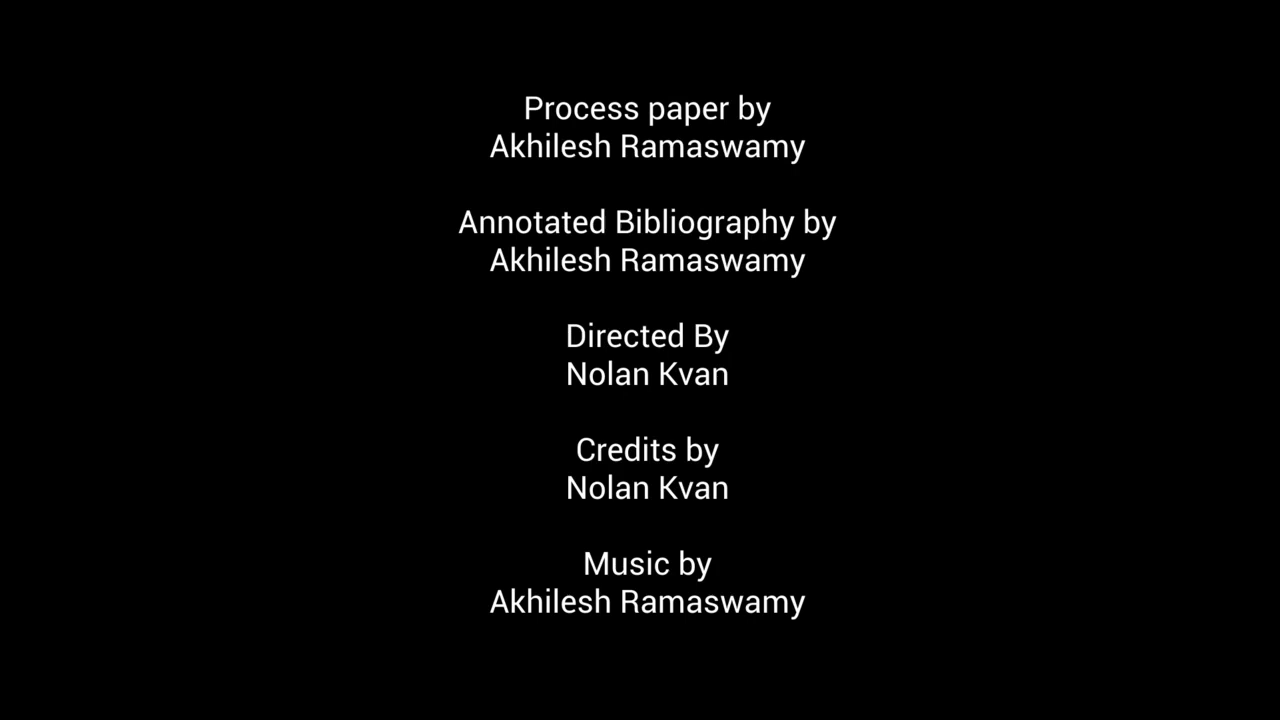 Process paper by
Akhilesh Ramaswamy
Annotated Bibliography by
Akhilesh Ramaswamy
Directed By
Nolan Kvan
Credits by
Nolan Kvan
Music by
Akhilesh Ramaswamy